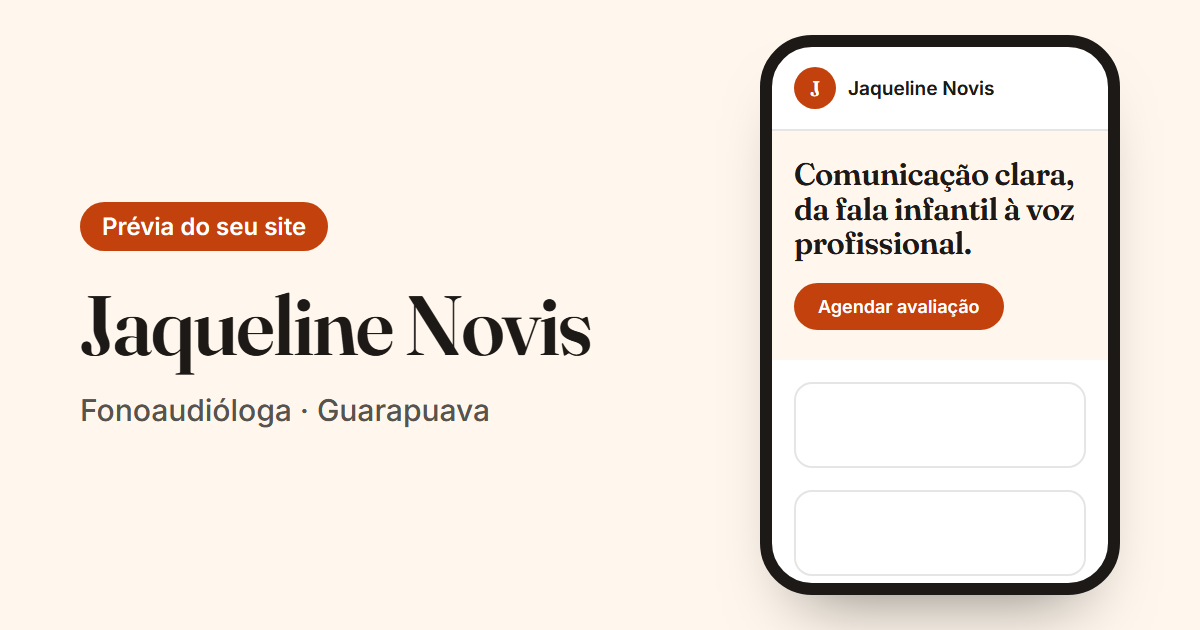 Prévia do seu site
Jaqueline Novis
Fonoaudióloga · Guarapuava
J
Jaqueline Novis
Comunicação clara,
da fala infantil à voz
profissional.
Agendar avaliação